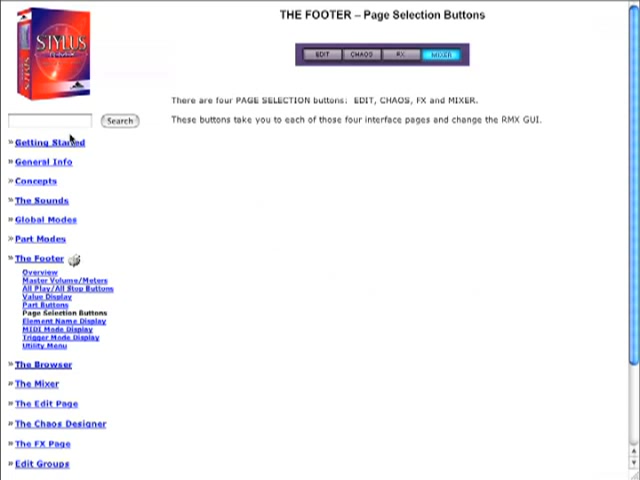 STYLUS
THE FOOTER – Page Selection Buttons
EDIT CHAOS FX MIXER
There are four PAGE SELECTION buttons: EDIT, CHAOS, FX and MIXER.
Search
These buttons take you to each of those four interface pages and change the RMX GUI.
» Getting Started
» General Info
» Concepts
» The Sounds
» Global Modes
» Part Modes
» The Footer
Overview
Master Volume/Meters
All Play/All Stop Buttons
Value Display
Part Buttons
Page Selection Buttons
Element Name Display
MIDI Mode Display
Trigger Mode Display
Utility Menu
» The Browser
» The Mixer
» The Edit Page
» The Chaos Designer
» The FX Page
» Edit Groups